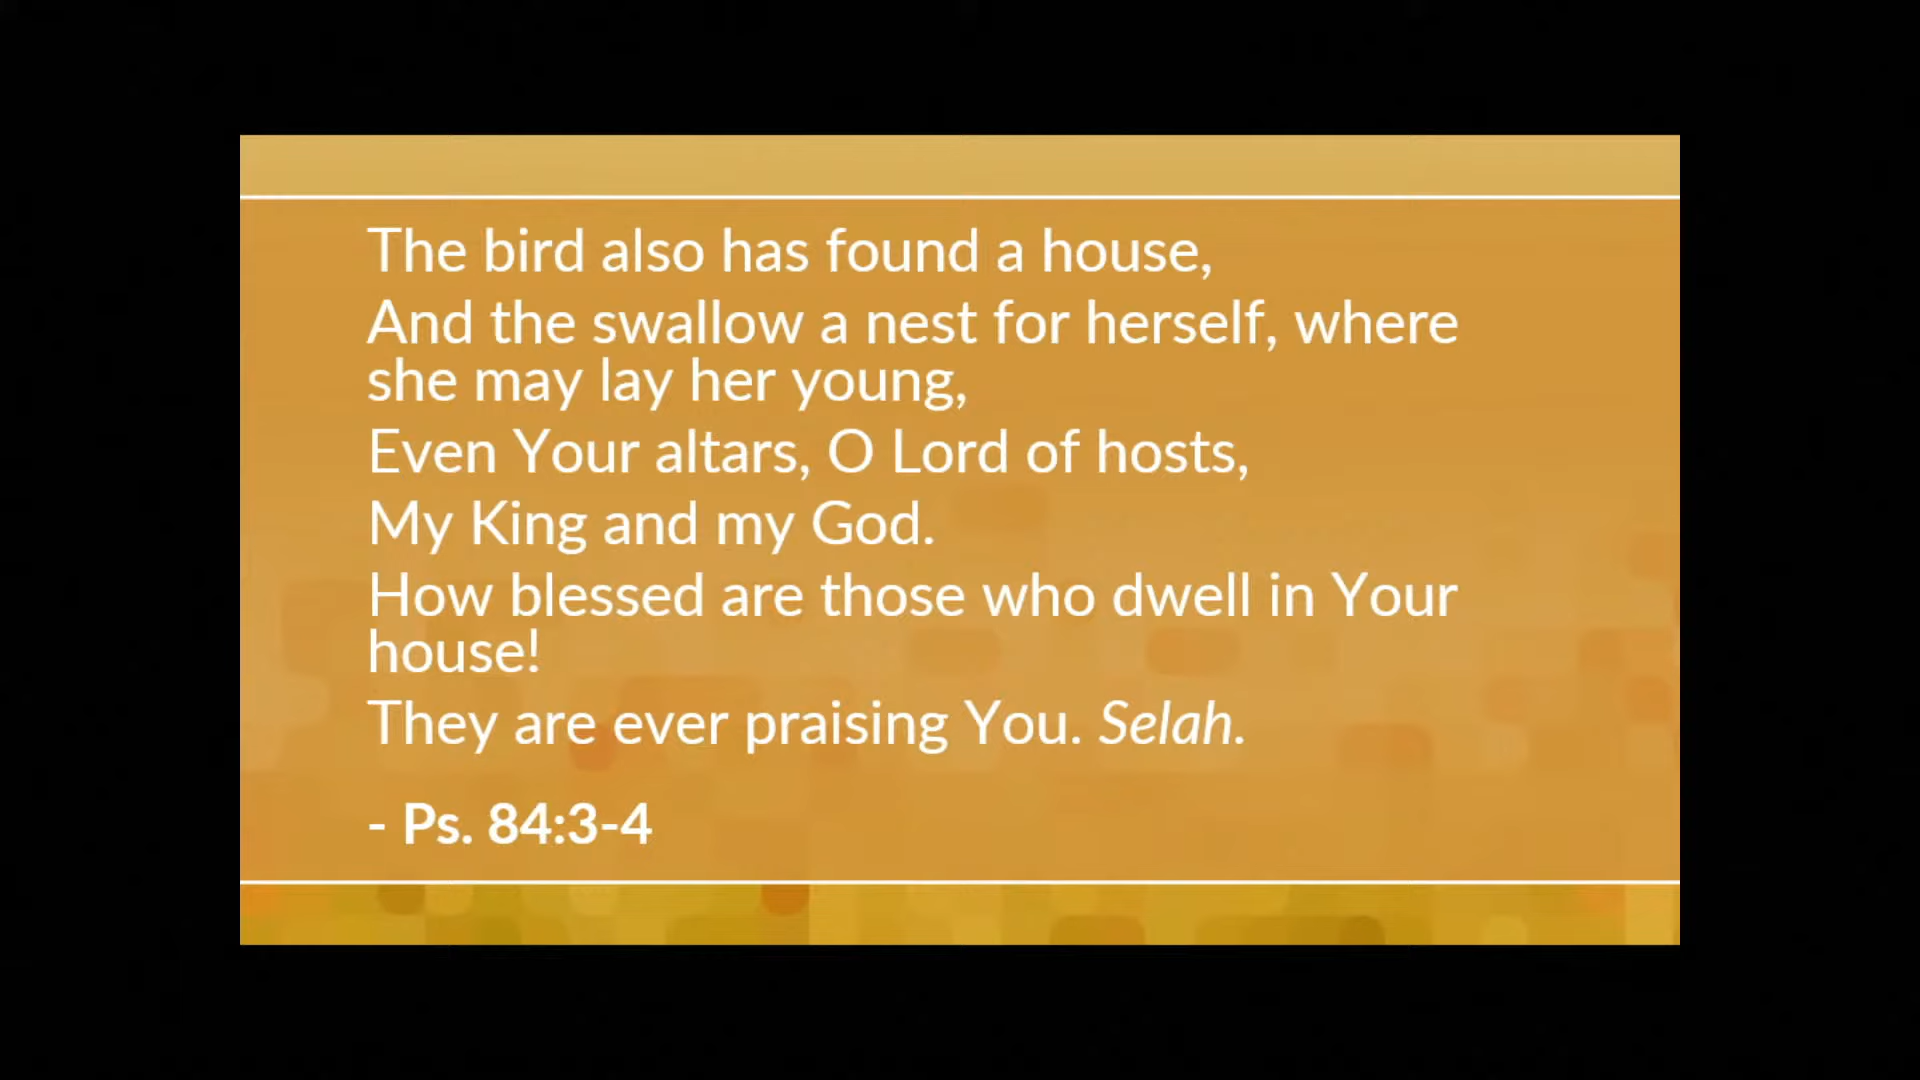 The bird also has found a house,
And the swallow a nest for herself, where
she may lay her young,
Even Your altars, O Lord of hosts,
My King and my God.
How blessed are those who dwell in Your
house!
They are ever praising You. Selah.
- Ps. 84:3-4